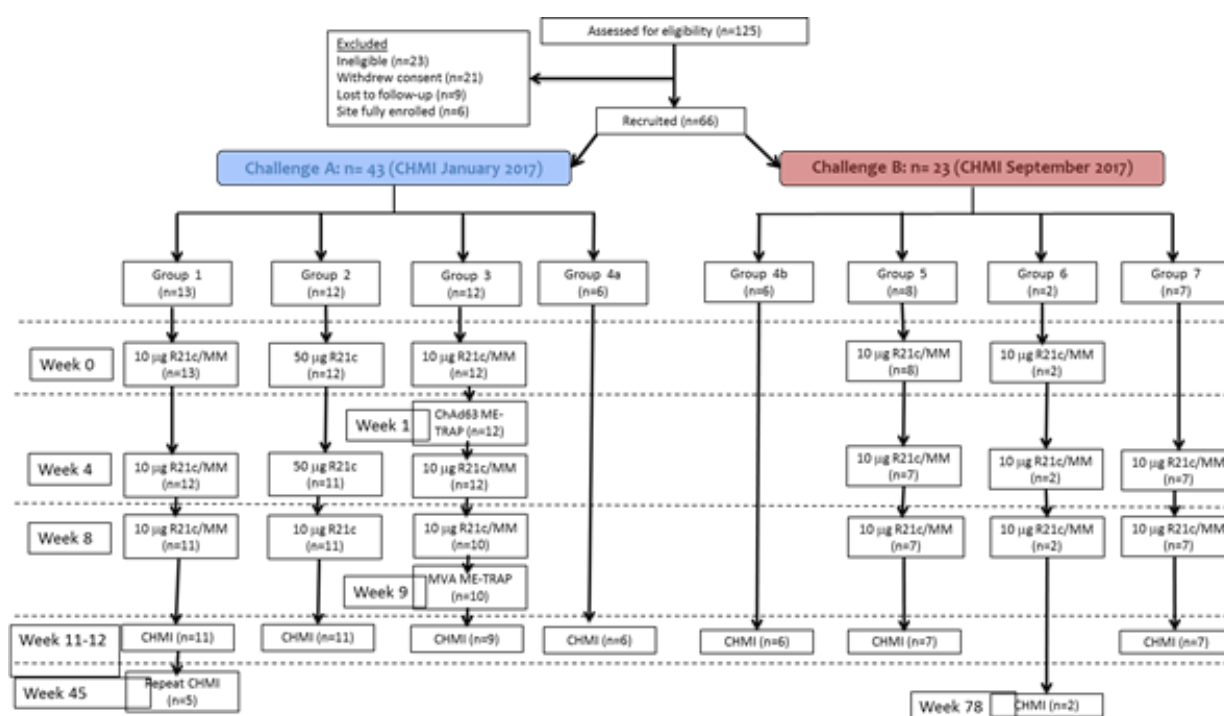 Assessed for eligibility (n=125)
Excluded
Ineligible (n=23)
Withdrew consent (n=21)
Lost to follow-up (n=9)
Site fully enrolled (n=6)
Recruited (n=66)
Challenge A: n= 43 (CHMI January 2017)
Challenge B: n= 23 (CHMI September 2017)
Group 1
(n=13)
Group 2
(n=12)
Group 3
(n=12)
Group 4a
(n=6)
Group 4b
(n=6)
Group 5
(n=8)
Group 6
(n=2)
Group 7
(n=7)
Week 0
10 µg R21c/MM
(n=13)
50 µg R21c
(n=12)
10 µg R21c/MM
(n=12)
10 µg R21c/MM
(n=8)
10 µg R21c/MM
(n=2)
Week 1
ChAd63 ME-
TRAP (n=12)
Week 4
10 µg R21c/MM
(n=12)
50 µg R21c
(n=11)
10 µg R21c/MM
(n=12)
10 µg R21c/MM
(n=7)
10 µg R21c/MM
(n=2)
10 µg R21c/MM
(n=7)
Week 8
10 µg R21c/MM
(n=11)
10 µg R21c
(n=11)
10 µg R21c/MM
(n=10)
10 µg R21c/MM
(n=7)
10 µg R21c/MM
(n=2)
10 µg R21c/MM
(n=7)
Week 9
MVA ME-TRAP
(n=10)
Week 11-12
CHMI (n=11)
CHMI (n=11)
CHMI (n=9)
CHMI (n=6)
CHMI (n=6)
CHMI (n=7)
CHMI (n=7)
Week 45
Repeat CHMI
(n=5)
Week 78
CHMI (n=2)